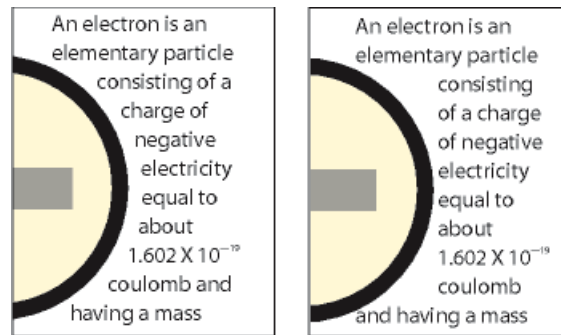 An electron is an
elementary particle
consisting of a
charge of
negative
electricity
equal to
about
1.602 X 10⁻¹⁹
coulomb and
having a mass
An electron is an
elementary particle
consisting
of a charge
of negative
electricity
equal to
about
1.602 X 10⁻¹⁹
coulomb
and having a mass